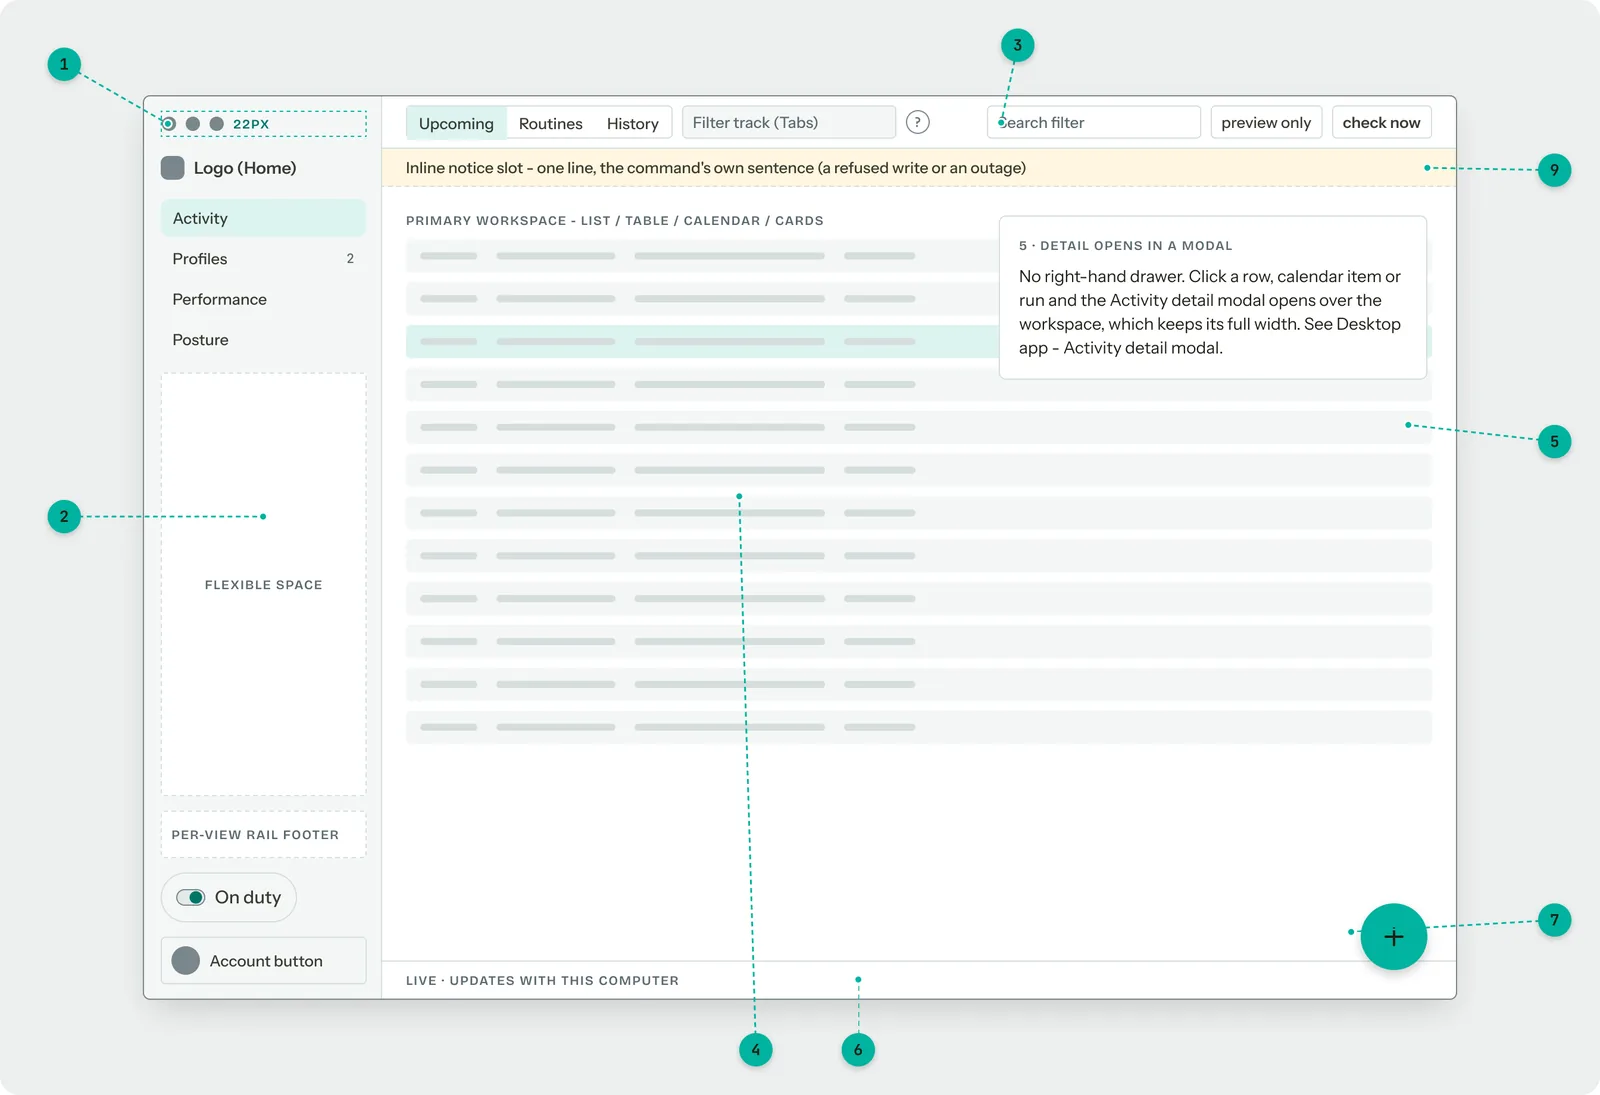 1
3
22PX
Upcoming
Routines
History
Filter track (Tabs)
?
Search filter
preview only
check now
Logo (Home)
Inline notice slot - one line, the command's own sentence (a refused write or an outage)
9
Activity
PRIMARY WORKSPACE - LIST / TABLE / CALENDAR / CARDS
Profiles 2
Performance
Posture
5 · DETAIL OPENS IN A MODAL
No right-hand drawer. Click a row, calendar item or
run and the Activity detail modal opens over the
workspace, which keeps its full width. See Desktop
app - Activity detail modal.
5
2
FLEXIBLE SPACE
PER-VIEW RAIL FOOTER
On duty
Account button
7
+
LIVE · UPDATES WITH THIS COMPUTER
4
6